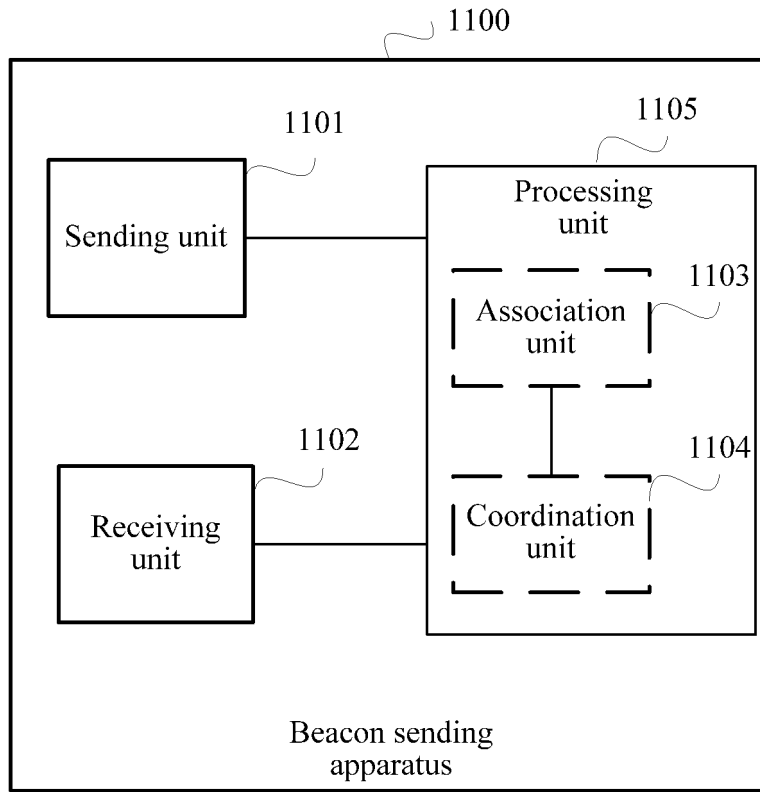 1100
1101
1105
Sending unit
Processing
unit
1103
Association
unit
1102
1104
Receiving
unit
Coordination
unit
Beacon sending
apparatus